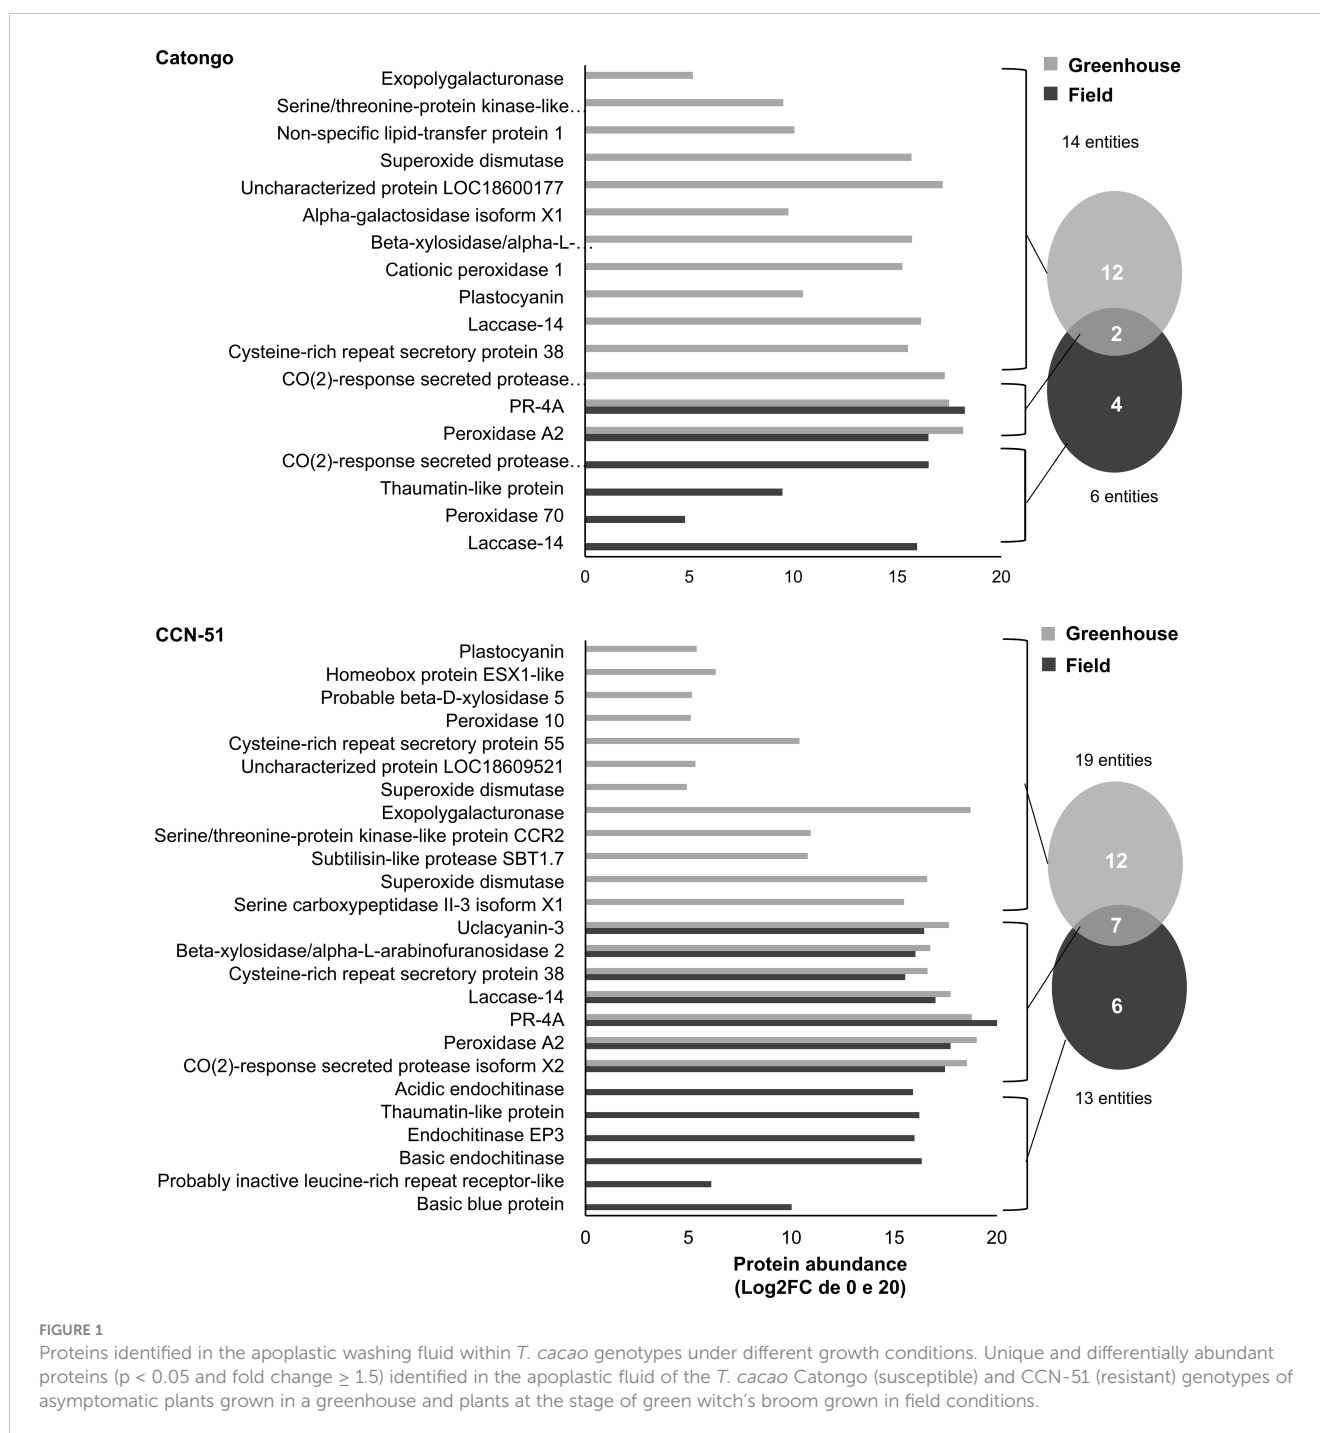 Catongo
Greenhouse
Field
Exopolygalacturonase
Serine/threonine-protein kinase-like…
Non-specific lipid-transfer protein 1
Superoxide dismutase
Uncharacterized protein LOC18600177
Alpha-galactosidase isoform X1
Beta-xylosidase/alpha-L-…
Cationic peroxidase 1
Plastocyanin
Laccase-14
Cysteine-rich repeat secretory protein 38
CO(2)-response secreted protease…
PR-4A
Peroxidase A2
CO(2)-response secreted protease…
Thaumatin-like protein
Peroxidase 70
Laccase-14
0 5 10 15 20
14 entities
12
2
4
6 entities
CCN-51
Greenhouse
Field
Plastocyanin
Homeobox protein ESX1-like
Probable beta-D-xylosidase 5
Peroxidase 10
Cysteine-rich repeat secretory protein 55
Uncharacterized protein LOC18609521
Superoxide dismutase
Exopolygalacturonase
Serine/threonine-protein kinase-like protein CCR2
Subtilisin-like protease SBT1.7
Superoxide dismutase
Serine carboxypeptidase II-3 isoform X1
Uclacyanin-3
Beta-xylosidase/alpha-L-arabinofuranosidase 2
Cysteine-rich repeat secretory protein 38
Laccase-14
PR-4A
Peroxidase A2
CO(2)-response secreted protease isoform X2
Acidic endochitinase
Thaumatin-like protein
Endochitinase EP3
Basic endochitinase
Probably inactive leucine-rich repeat receptor-like
Basic blue protein
0 5 10 15 20
Protein abundance
(Log2FC de 0 e 20)
19 entities
12
7
6
13 entities
FIGURE 1
Proteins identified in the apoplastic washing fluid within T. cacao genotypes under different growth conditions. Unique and differentially abundant
proteins (p < 0.05 and fold change ≥ 1.5) identified in the apoplastic fluid of the T. cacao Catongo (susceptible) and CCN-51 (resistant) genotypes of
asymptomatic plants grown in a greenhouse and plants at the stage of green witch’s broom grown in field conditions.